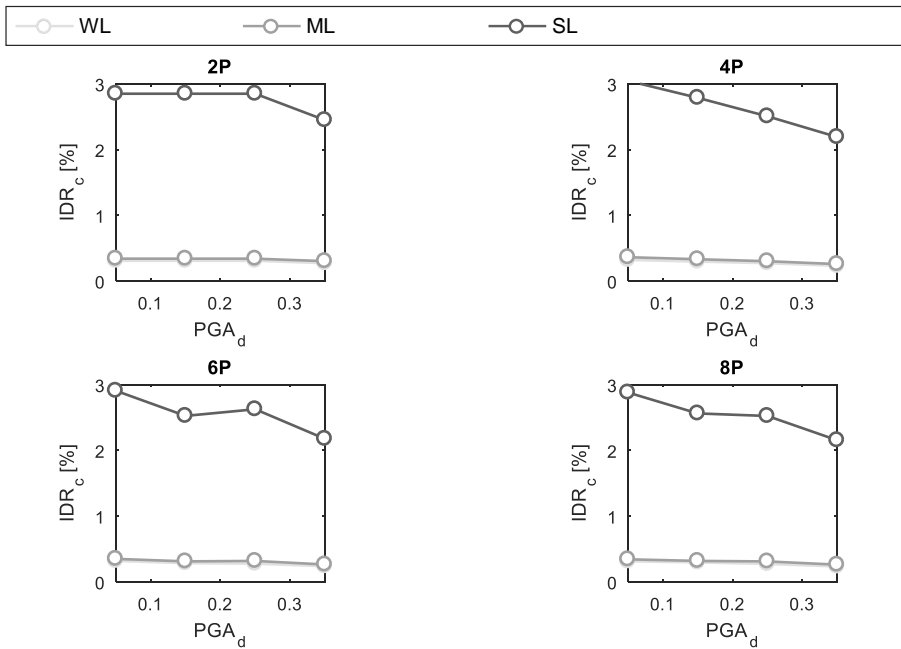 WL ML SL
2P
3
2
1
0
IDR_c [%]
0.1 0.2 0.3
PGA_d
4P
3
2
1
0
IDR_c [%]
0.1 0.2 0.3
PGA_d
6P
3
2
1
0
IDR_c [%]
0.1 0.2 0.3
PGA_d
8P
3
2
1
0
IDR_c [%]
0.1 0.2 0.3
PGA_d